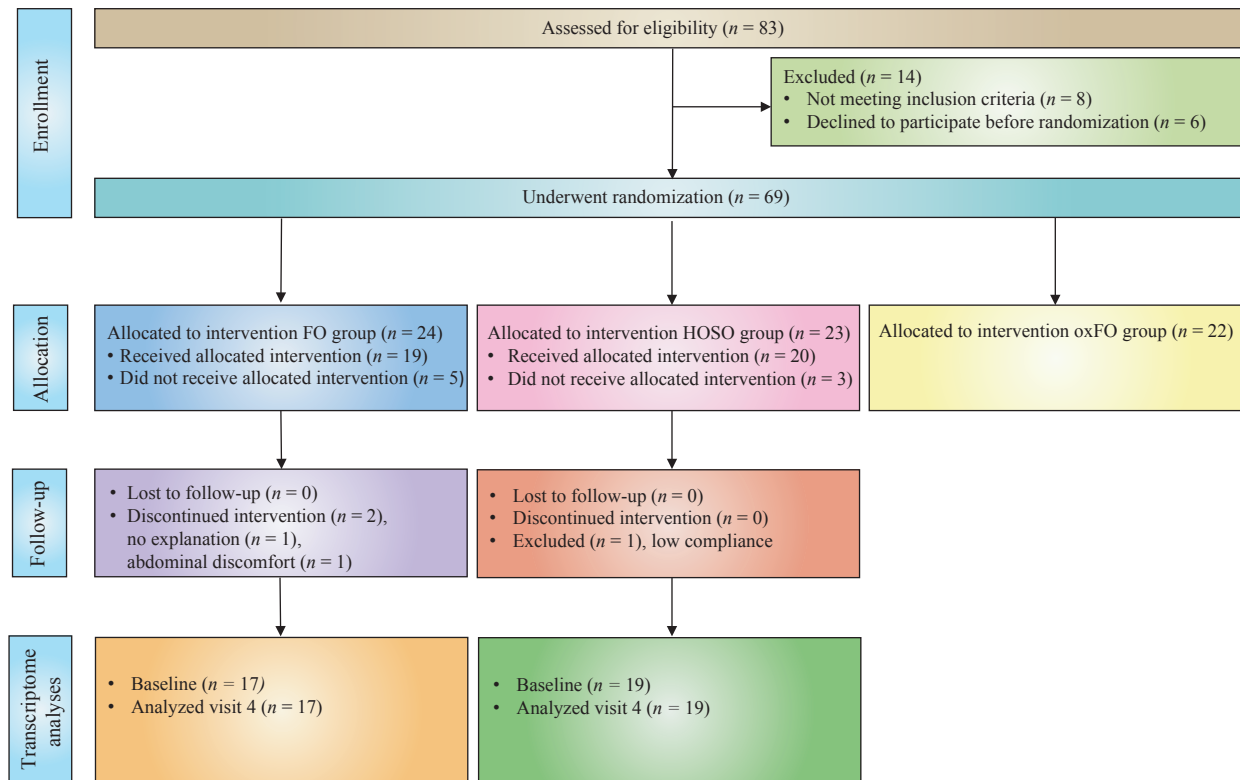 Enrollment
Assessed for eligibility (n = 83)
Excluded (n = 14)
• Not meeting inclusion criteria (n = 8)
• Declined to participate before randomization (n = 6)
Underwent randomization (n = 69)
Allocation
Allocated to intervention FO group (n = 24)
• Received allocated intervention (n = 19)
• Did not receive allocated intervention (n = 5)
Allocated to intervention HOSO group (n = 23)
• Received allocated intervention (n = 20)
• Did not receive allocated intervention (n = 3)
Allocated to intervention oxFO group (n = 22)
Follow-up
• Lost to follow-up (n = 0)
• Discontinued intervention (n = 2),
no explanation (n = 1),
abdominal discomfort (n = 1)
• Lost to follow-up (n = 0)
• Discontinued intervention (n = 0)
• Excluded (n = 1), low compliance
Transcriptome
analyses
• Baseline (n = 17)
• Analyzed visit 4 (n = 17)
• Baseline (n = 19)
• Analyzed visit 4 (n = 19)